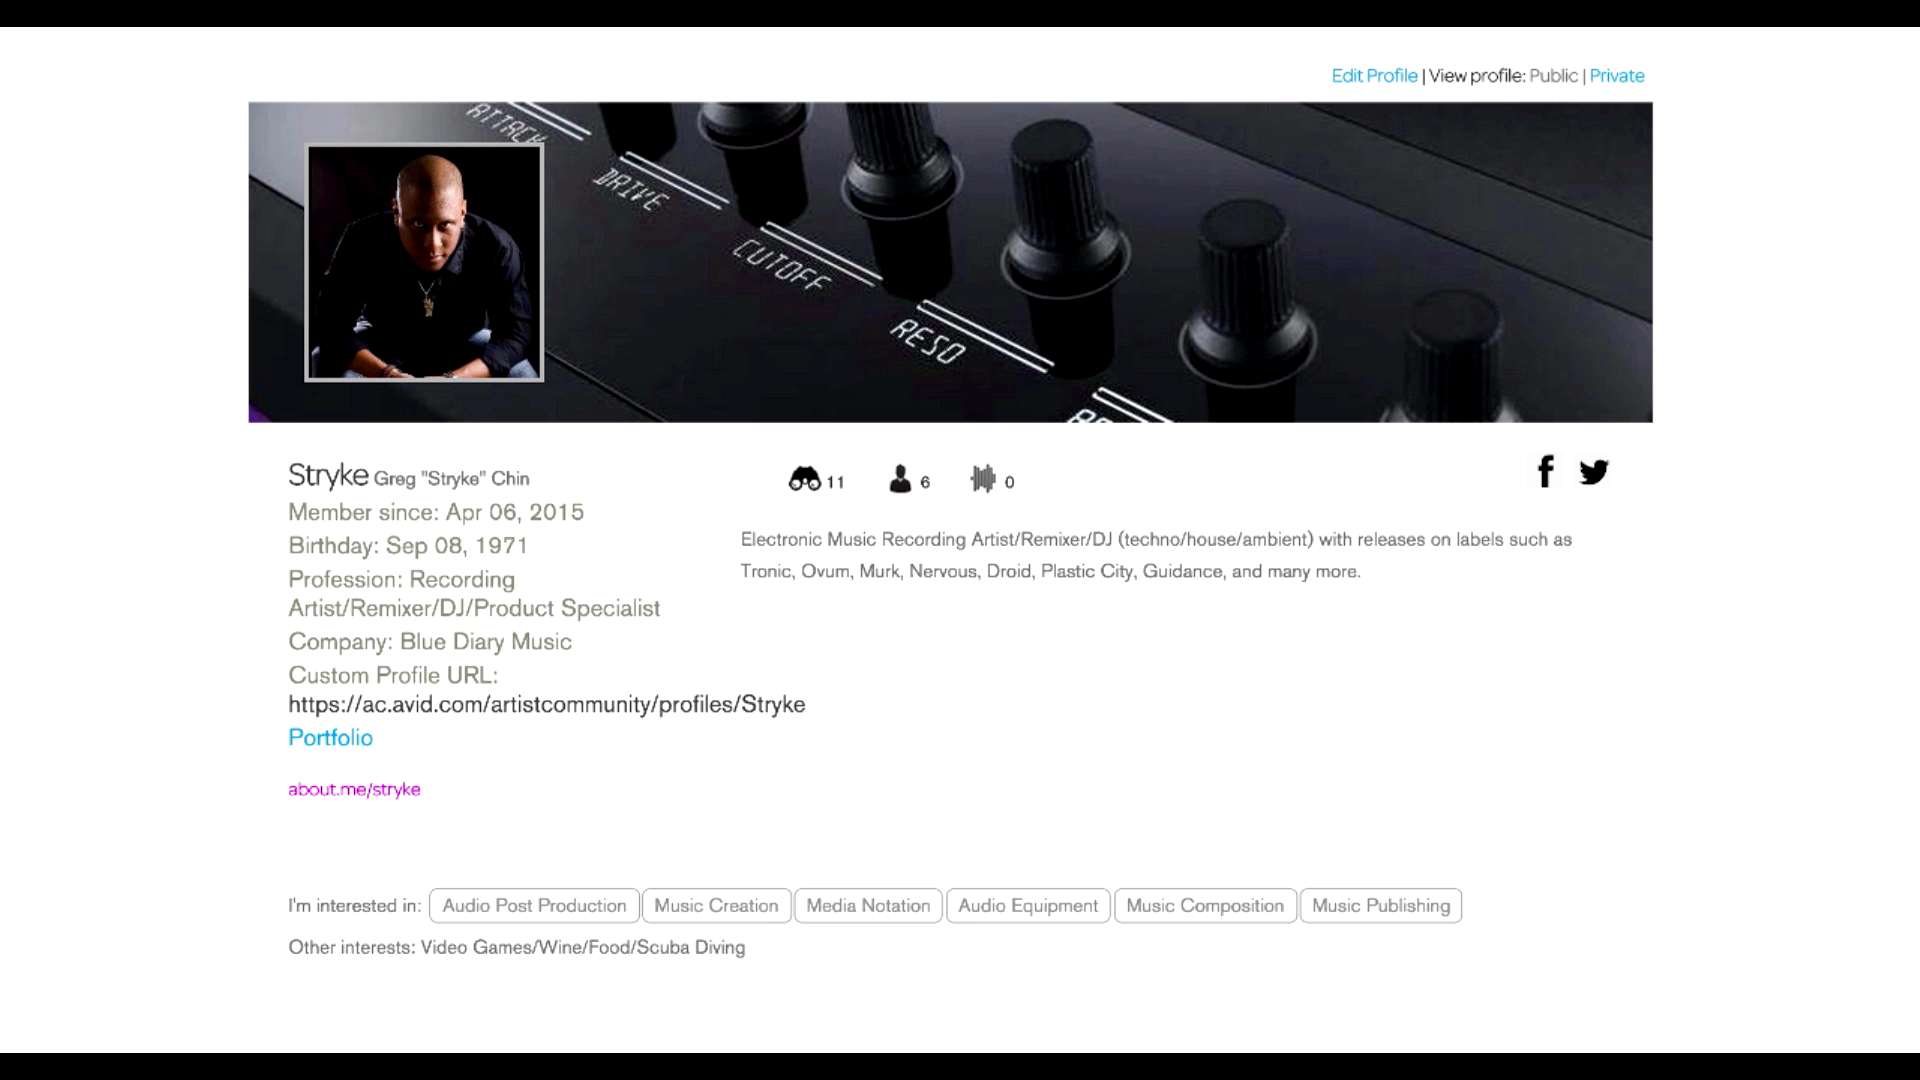 Edit Profile | View profile: Public | Private
ATTACK
DRIVE
CUTOFF
RESO
Stryke Greg "Stryke" Chin
11 6 0
Member since: Apr 06, 2015
Birthday: Sep 08, 1971
Profession: Recording
Artist/Remixer/DJ/Product Specialist
Company: Blue Diary Music
Custom Profile URL:
https://ac.avid.com/artistcommunity/profiles/Stryke
Portfolio
about.me/stryke
Electronic Music Recording Artist/Remixer/DJ (techno/house/ambient) with releases on labels such as
Tronic, Ovum, Murk, Nervous, Droid, Plastic City, Guidance, and many more.
I'm interested in: Audio Post Production Music Creation Media Notation Audio Equipment Music Composition Music Publishing
Other interests: Video Games/Wine/Food/Scuba Diving